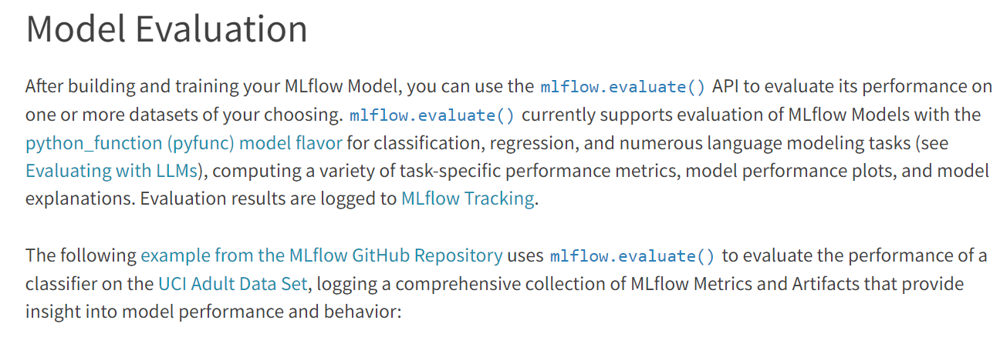 Model Evaluation
After building and training your MLflow Model, you can use the mlflow.evaluate() API to evaluate its performance on
one or more datasets of your choosing. mlflow.evaluate() currently supports evaluation of MLflow Models with the
python_function (pyfunc) model flavor for classification, regression, and numerous language modeling tasks (see
Evaluating with LLMs), computing a variety of task-specific performance metrics, model performance plots, and model
explanations. Evaluation results are logged to MLflow Tracking.
The following example from the MLflow GitHub Repository uses mlflow.evaluate() to evaluate the performance of a
classifier on the UCI Adult Data Set, logging a comprehensive collection of MLflow Metrics and Artifacts that provide
insight into model performance and behavior: